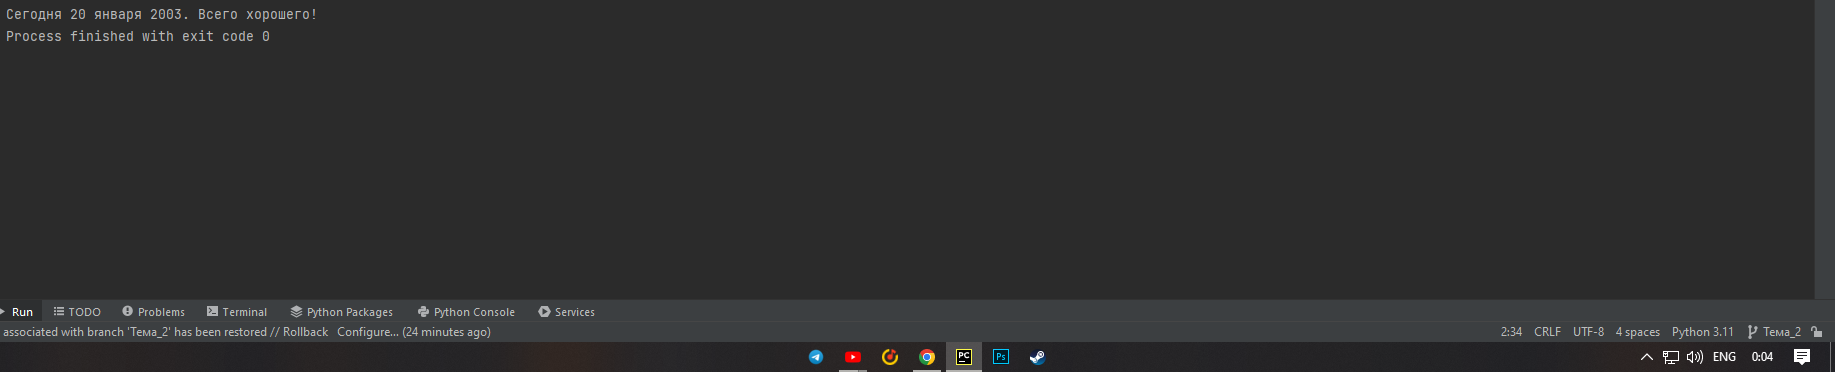 Сегодня 20 января 2003. Всего хорошего!
Process finished with exit code 0
Run TODO Problems Terminal Python Packages Python Console Services
associated with branch 'Тема_2' has been restored // Rollback Configure... (24 minutes ago) 2:34 CRLF UTF-8 4 spaces Python 3.11 Тема_2
PC Ps ENG 0:04